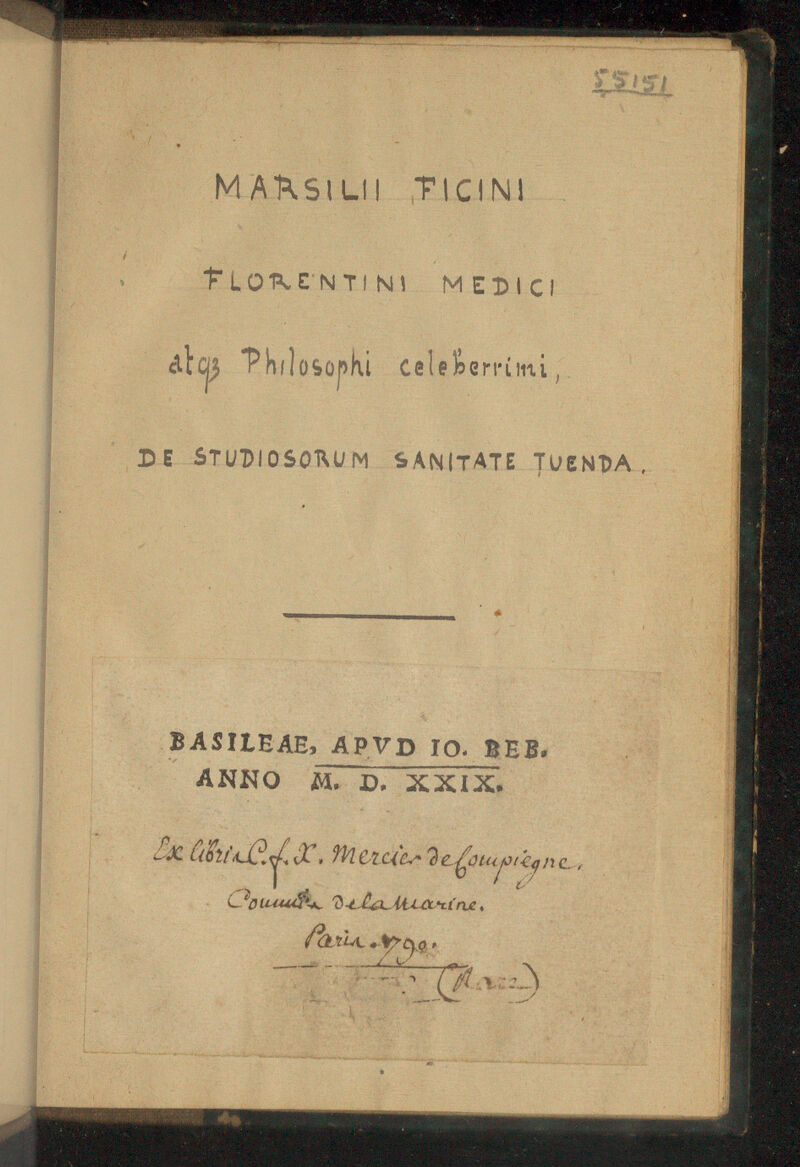 55151
MARSILII FICINI
FLORENTINI MEDICI
atqꝫ Philosophi celeberrimi,
DE STUDIOSORUM SANITATE TUENDA.
BASILEAE, APVD IO. BEB.
ANNO M. D. XXIX.
Ex libris C. f. X. Mercier de Compiegne,
De la Marine.
Paris. 1790.